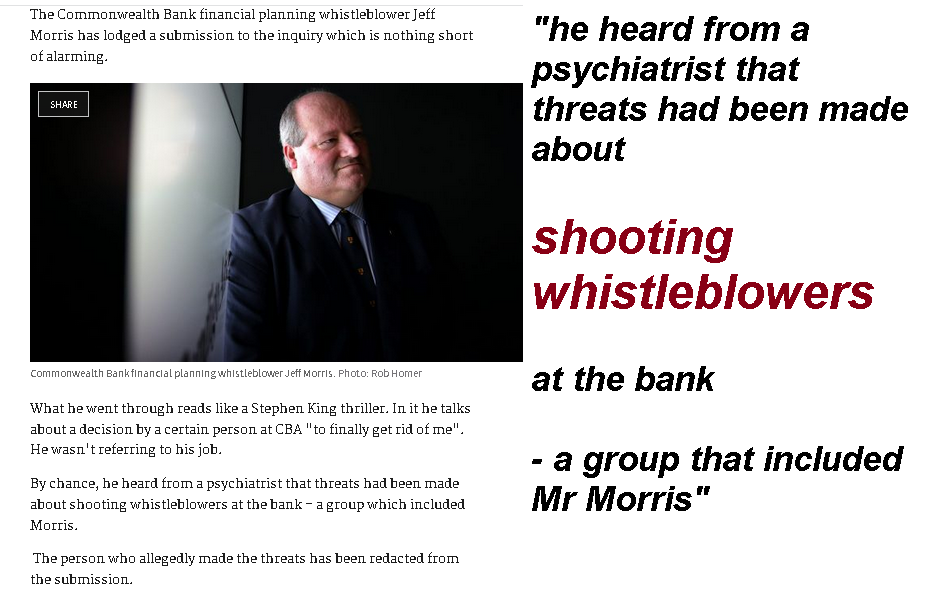 The Commonwealth Bank financial planning whistleblower Jeff
Morris has lodged a submission to the inquiry which is nothing short
of alarming.
SHARE
Commonwealth Bank financial planning whistleblower Jeff Morris. Photo: Rob Homer
What he went through reads like a Stephen King thriller. In it he talks
about a decision by a certain person at CBA "to finally get rid of me".
He wasn't referring to his job.
By chance, he heard from a psychiatrist that threats had been made
about shooting whistleblowers at the bank – a group which included
Morris.
The person who allegedly made the threats has been redacted from
the submission.
"he heard from a
psychiatrist that
threats had been made
about
shooting
whistleblowers
at the bank
- a group that included
Mr Morris"